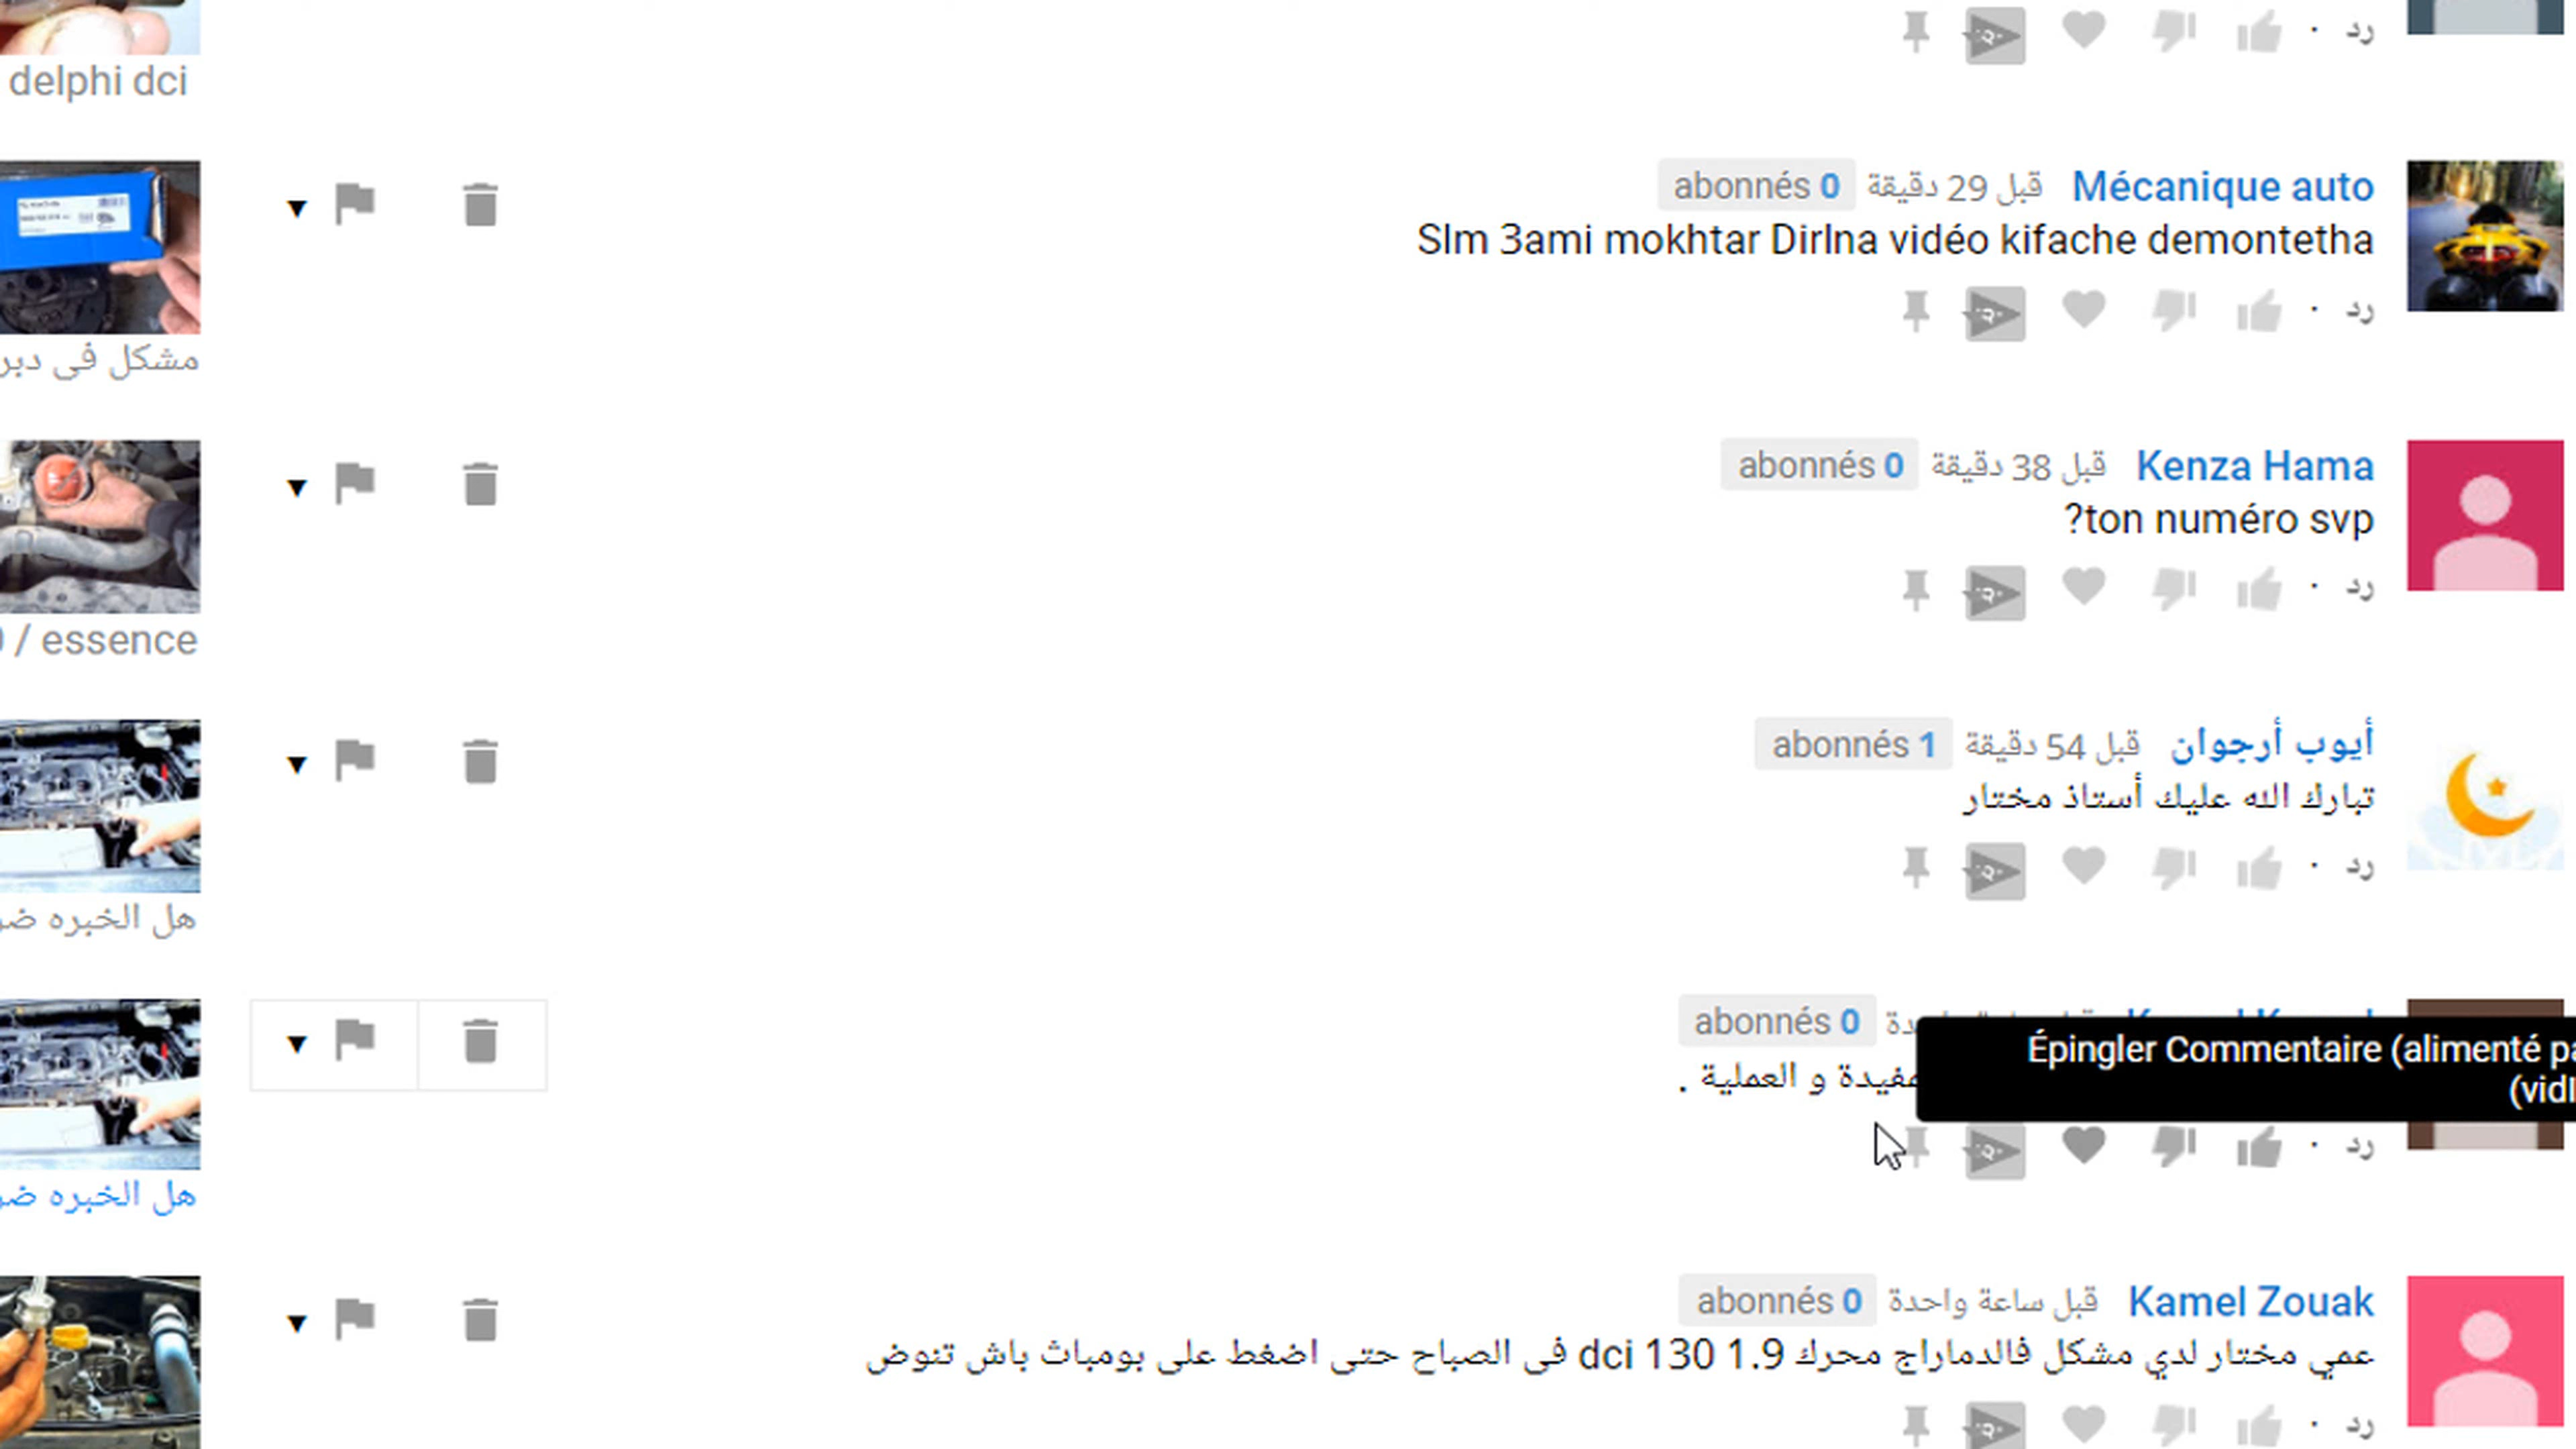 رد
delphi dci
Mécanique auto قبل 29 دقيقة abonnés 0
Slm 3ami mokhtar Dirlna vidéo kifache demontetha
رد
مشكل في
Kenza Hama قبل 38 دقيقة abonnés 0
?ton numéro svp
رد
/ essence
أيوب أرجوان قبل 54 دقيقة abonnés 1
تبارك الله عليك أستاذ مختار
رد
هل الخبره
abonnés 0
Épingler Commentaire (alimenté
و العملية .
رد
هل الخبره
Kamel Zouak قبل ساعة واحدة abonnés 0
عمي مختار لدي مشكل فالدماراج محرك 1.9 dci 130 في الصباح حتى اضغط على بومباث باش تنوض
رد